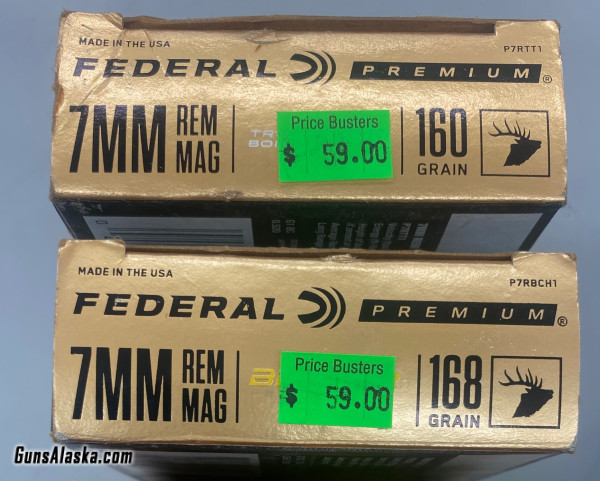 MADE IN THE USA
P7RTT1
FEDERAL PREMIUM®
7MM REM MAG
Price Busters
$ 59.00
160 GRAIN
MADE IN THE USA
P7RBCH1
FEDERAL PREMIUM®
7MM REM MAG
Price Busters
$ 59.00
168 GRAIN
GunsAlaska.com